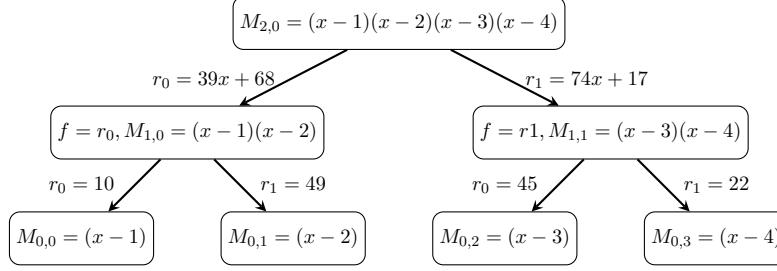 M_{2,0} = (x − 1)(x − 2)(x − 3)(x − 4)
r_0 = 39x + 68
r_1 = 74x + 17
f = r_0, M_{1,0} = (x − 1)(x − 2)
f = r1, M_{1,1} = (x − 3)(x − 4)
r_0 = 10
r_1 = 49
r_0 = 45
r_1 = 22
M_{0,0} = (x − 1)
M_{0,1} = (x − 2)
M_{0,2} = (x − 3)
M_{0,3} = (x − 4)